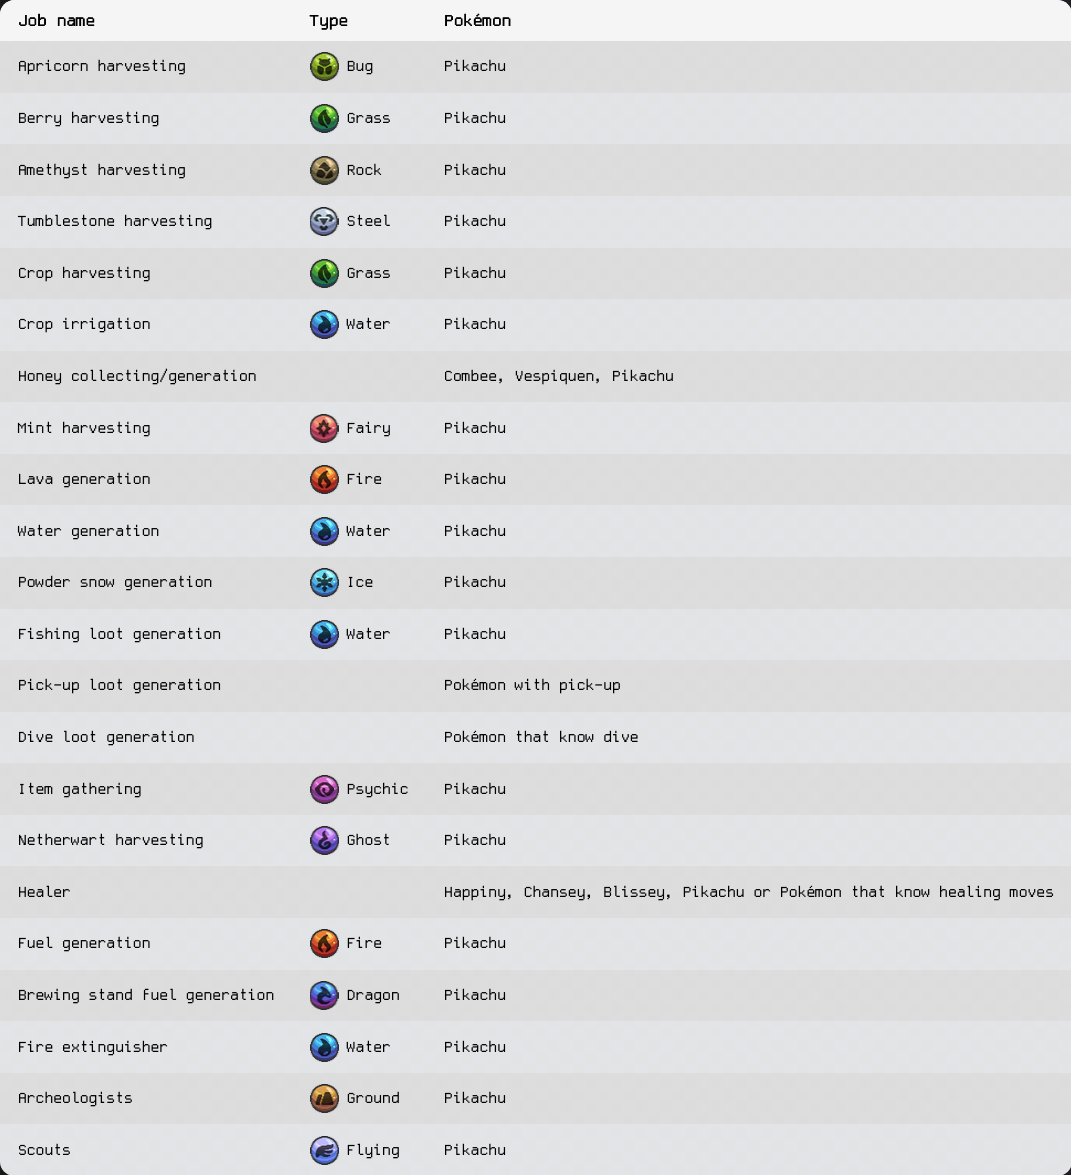 Job name Type Pokémon
Apricorn harvesting Bug Pikachu
Berry harvesting Grass Pikachu
Amethyst harvesting Rock Pikachu
Tumblestone harvesting Steel Pikachu
Crop harvesting Grass Pikachu
Crop irrigation Water Pikachu
Honey collecting/generation Combee, Vespiquen, Pikachu
Mint harvesting Fairy Pikachu
Lava generation Fire Pikachu
Water generation Water Pikachu
Powder snow generation Ice Pikachu
Fishing loot generation Water Pikachu
Pick-up loot generation Pokémon with pick-up
Dive loot generation Pokémon that know dive
Item gathering Psychic Pikachu
Netherwart harvesting Ghost Pikachu
Healer Happiny, Chansey, Blissey, Pikachu or Pokémon that know healing moves
Fuel generation Fire Pikachu
Brewing stand fuel generation Dragon Pikachu
Fire extinguisher Water Pikachu
Archeologists Ground Pikachu
Scouts Flying Pikachu